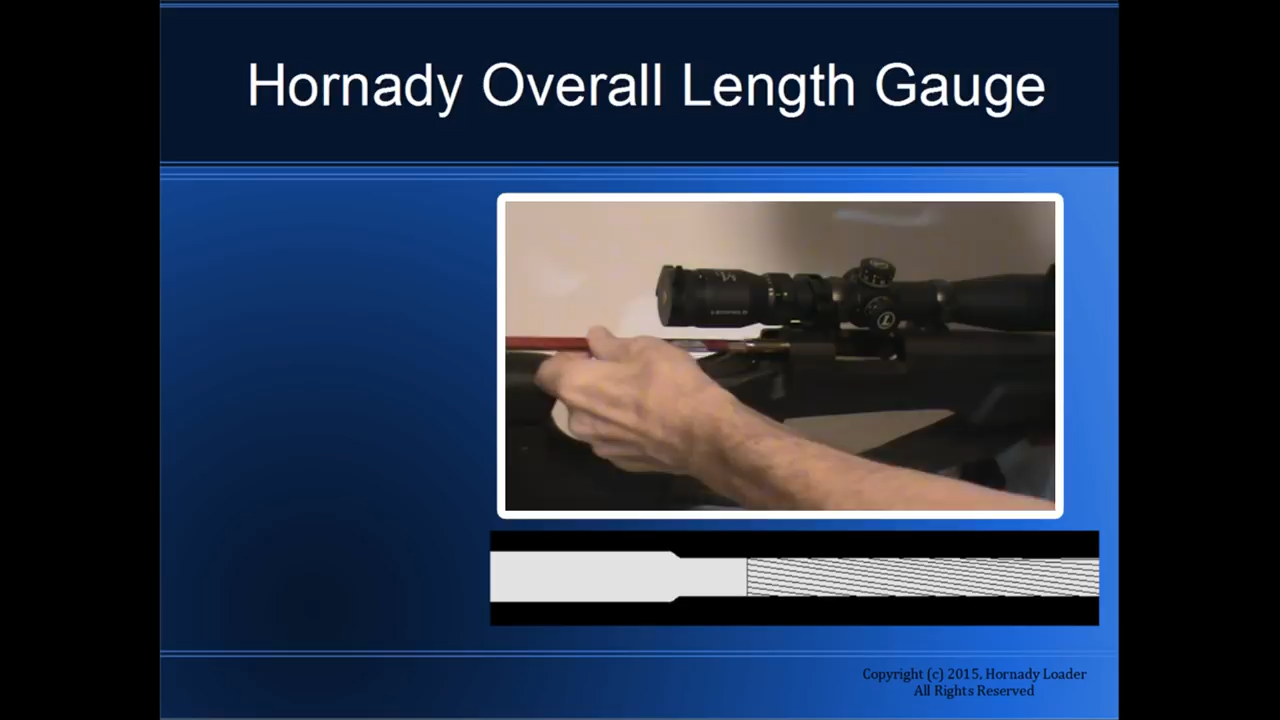 Hornady Overall Length Gauge
Copyright (c) 2015, Hornady Loader
All Rights Reserved